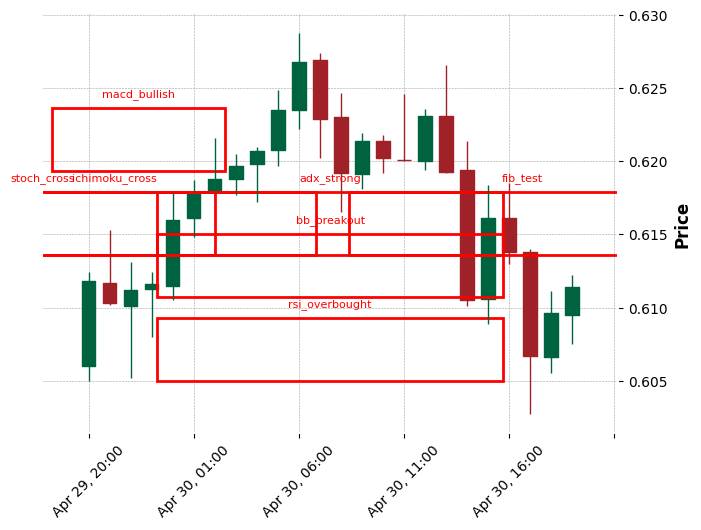 0.630
0.625
macd_bullish
0.620
stoch_cross
ichimoku_cross
adx_strong
fib_test
bb_breakout
0.615
Price
rsi_overbought
0.610
0.605
Apr 29, 20:00
Apr 30, 01:00
Apr 30, 06:00
Apr 30, 11:00
Apr 30, 16:00